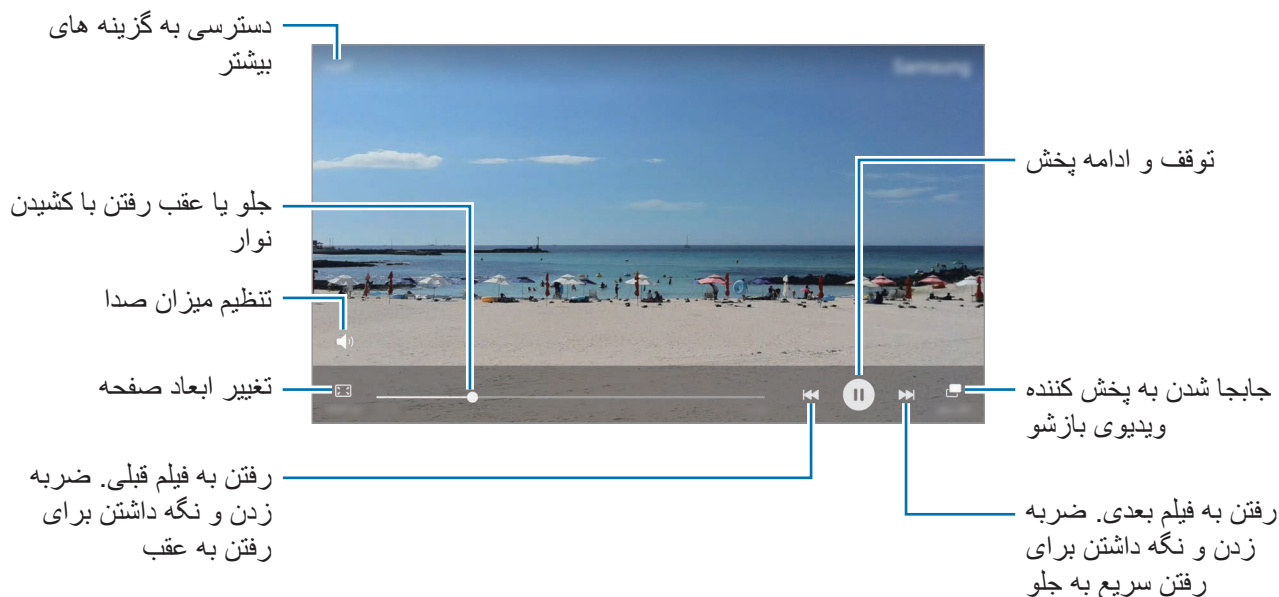 دسترسی به گزینه های
بیشتر
توقف و ادامه پخش
جلو یا عقب رفتن با کشیدن
نوار
تنظیم میزان صدا
تغییر ابعاد صفحه
جابجا شدن به پخش کننده
ویدیوی بازشو
رفتن به فیلم قبلی. ضربه
زدن و نگه داشتن برای
رفتن به عقب
رفتن به فیلم بعدی. ضربه
زدن و نگه داشتن برای
رفتن سریع به جلو